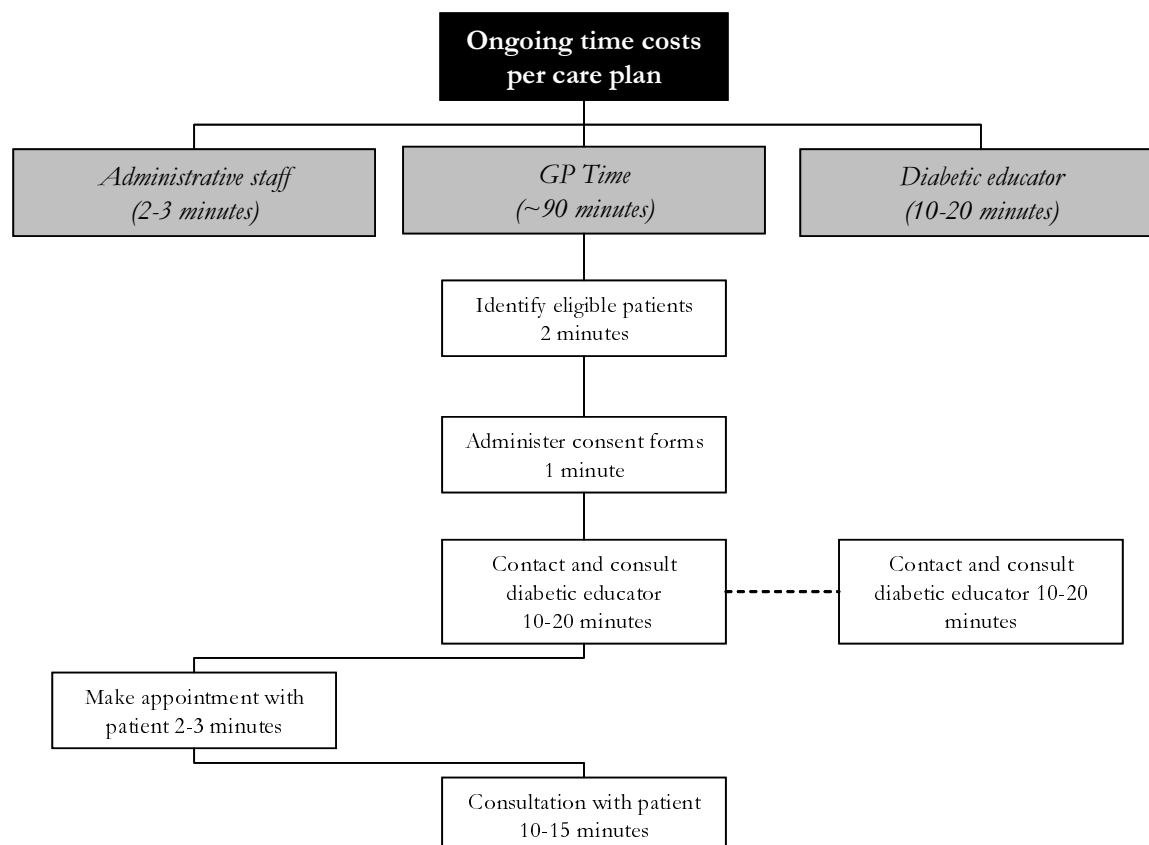 Ongoing time costs
per care plan
Administrative staff
(2-3 minutes)
GP Time
(~90 minutes)
Diabetic educator
(10-20 minutes)
Identify eligible patients
2 minutes
Administer consent forms
1 minute
Contact and consult
diabetic educator
10-20 minutes
Contact and consult
diabetic educator 10-20
minutes
Make appointment with
patient 2-3 minutes
Consultation with patient
10-15 minutes